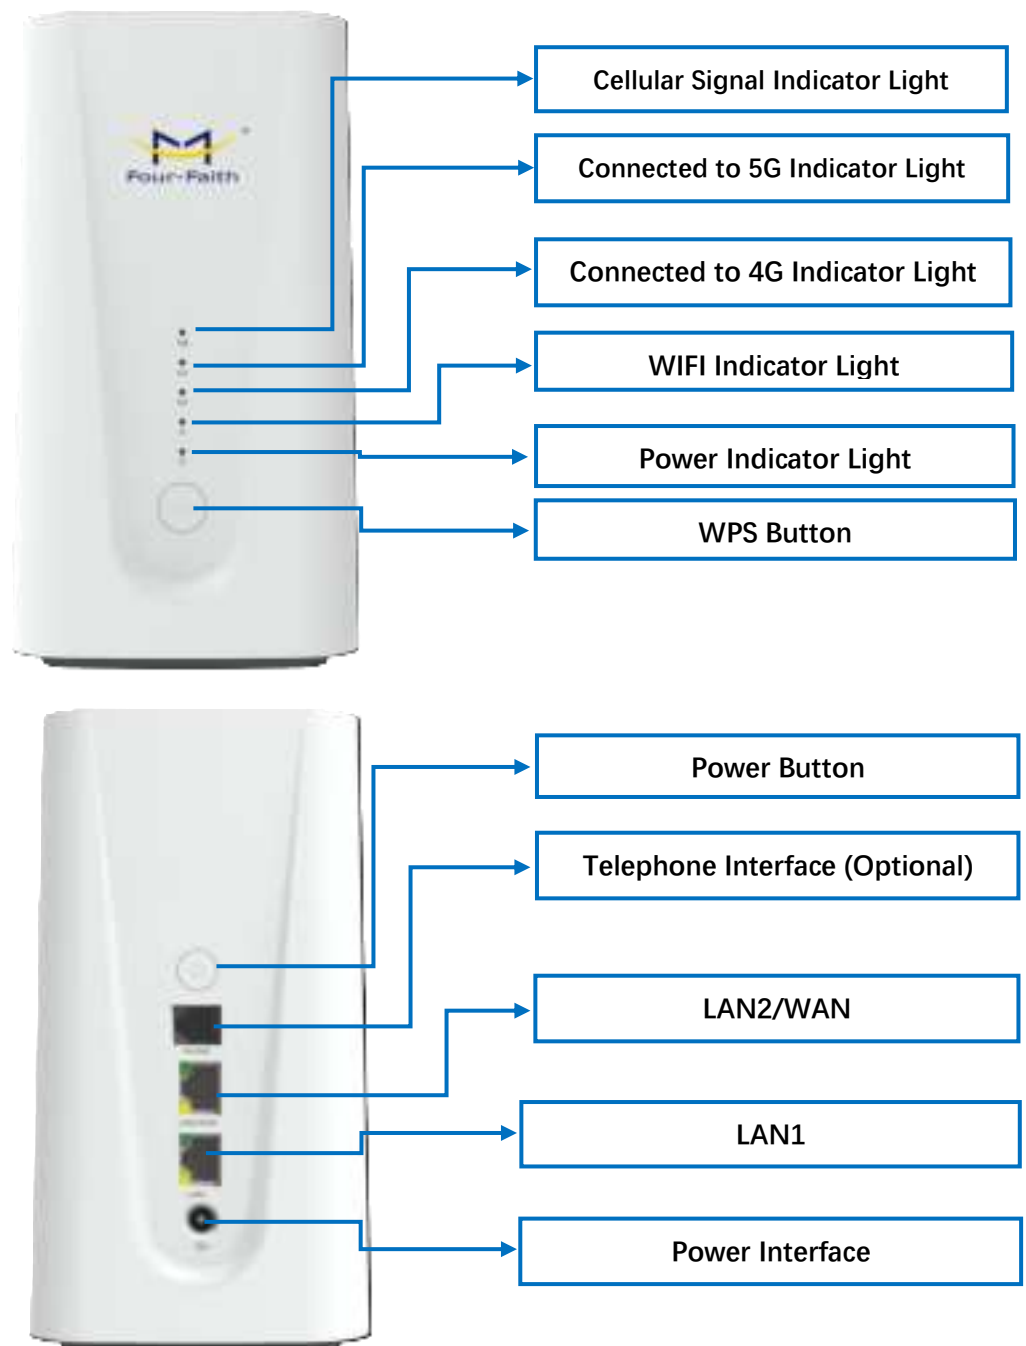 Four-Faith
®
Cellular Signal Indicator Light
Connected to 5G Indicator Light
Connected to 4G Indicator Light
WIFI Indicator Light
Power Indicator Light
WPS Button
Power Button
Telephone Interface (Optional)
LAN2/WAN
LAN1
Power Interface